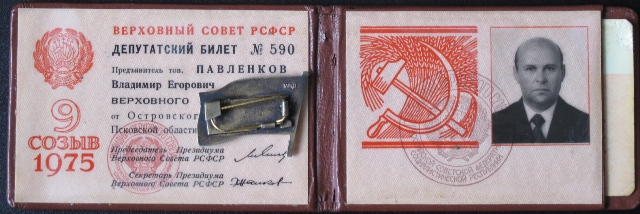 ВЕРХОВНЫЙ СОВЕТ РСФСР
ДЕПУТАТСКИЙ БИЛЕТ № 590
Предъявитель тов. ПАВЛЕНКОВ
Владимир Егорович
ВЕРХОВНОГО
от Островского
Псковской области
9
СОЗЫВ
1975
Председатель Президиума
Верховного Совета РСФСР
Секретарь Президиума
Верховного Совета РСФСР